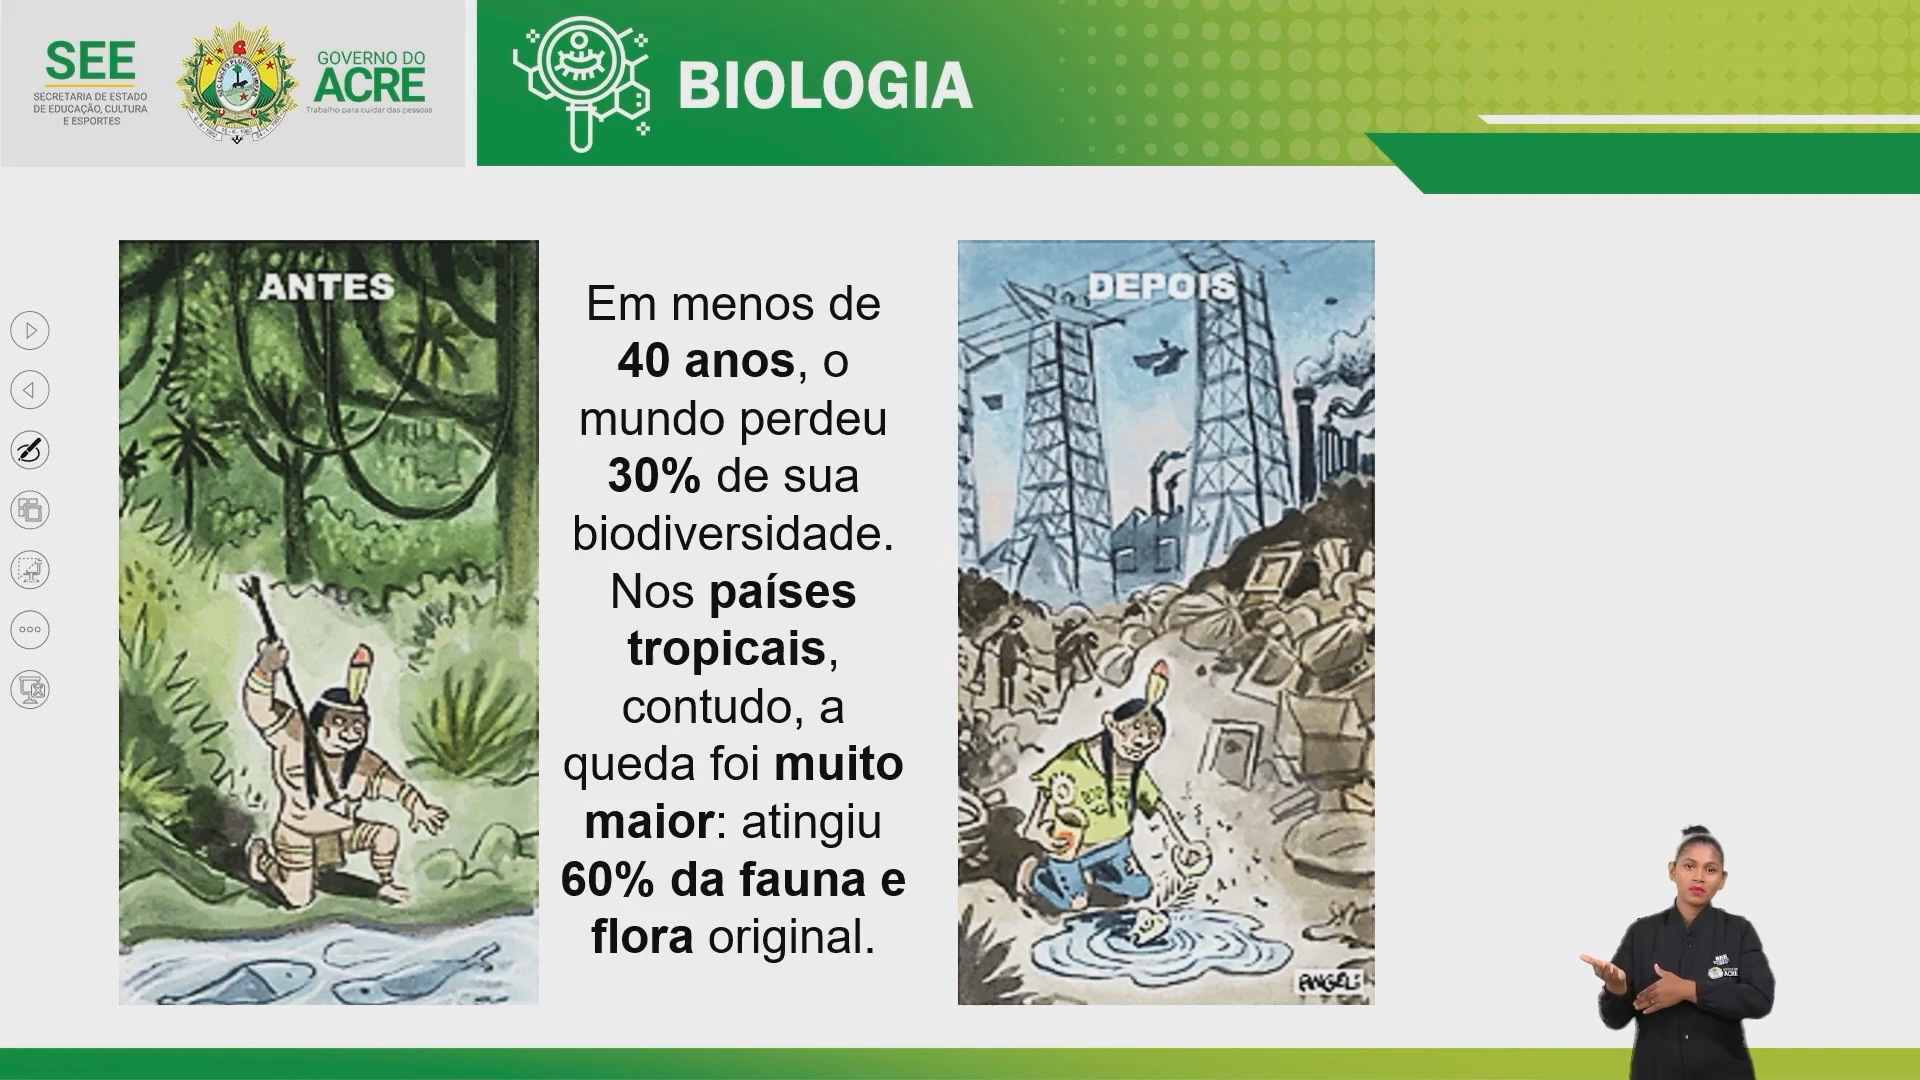 SEE
SECRETARIA DE ESTADO
DE EDUCAÇÃO, CULTURA
E ESPORTES
GOVERNO DO
ACRE
Trabalho para cuidar das pessoas
BIOLOGIA
ANTES
Em menos de
40 anos, o
mundo perdeu
30% de sua
biodiversidade.
Nos países
tropicais,
contudo, a
queda foi muito
maior: atingiu
60% da fauna e
flora original.
DEPOIS
ANGELI
SEE
ACRE